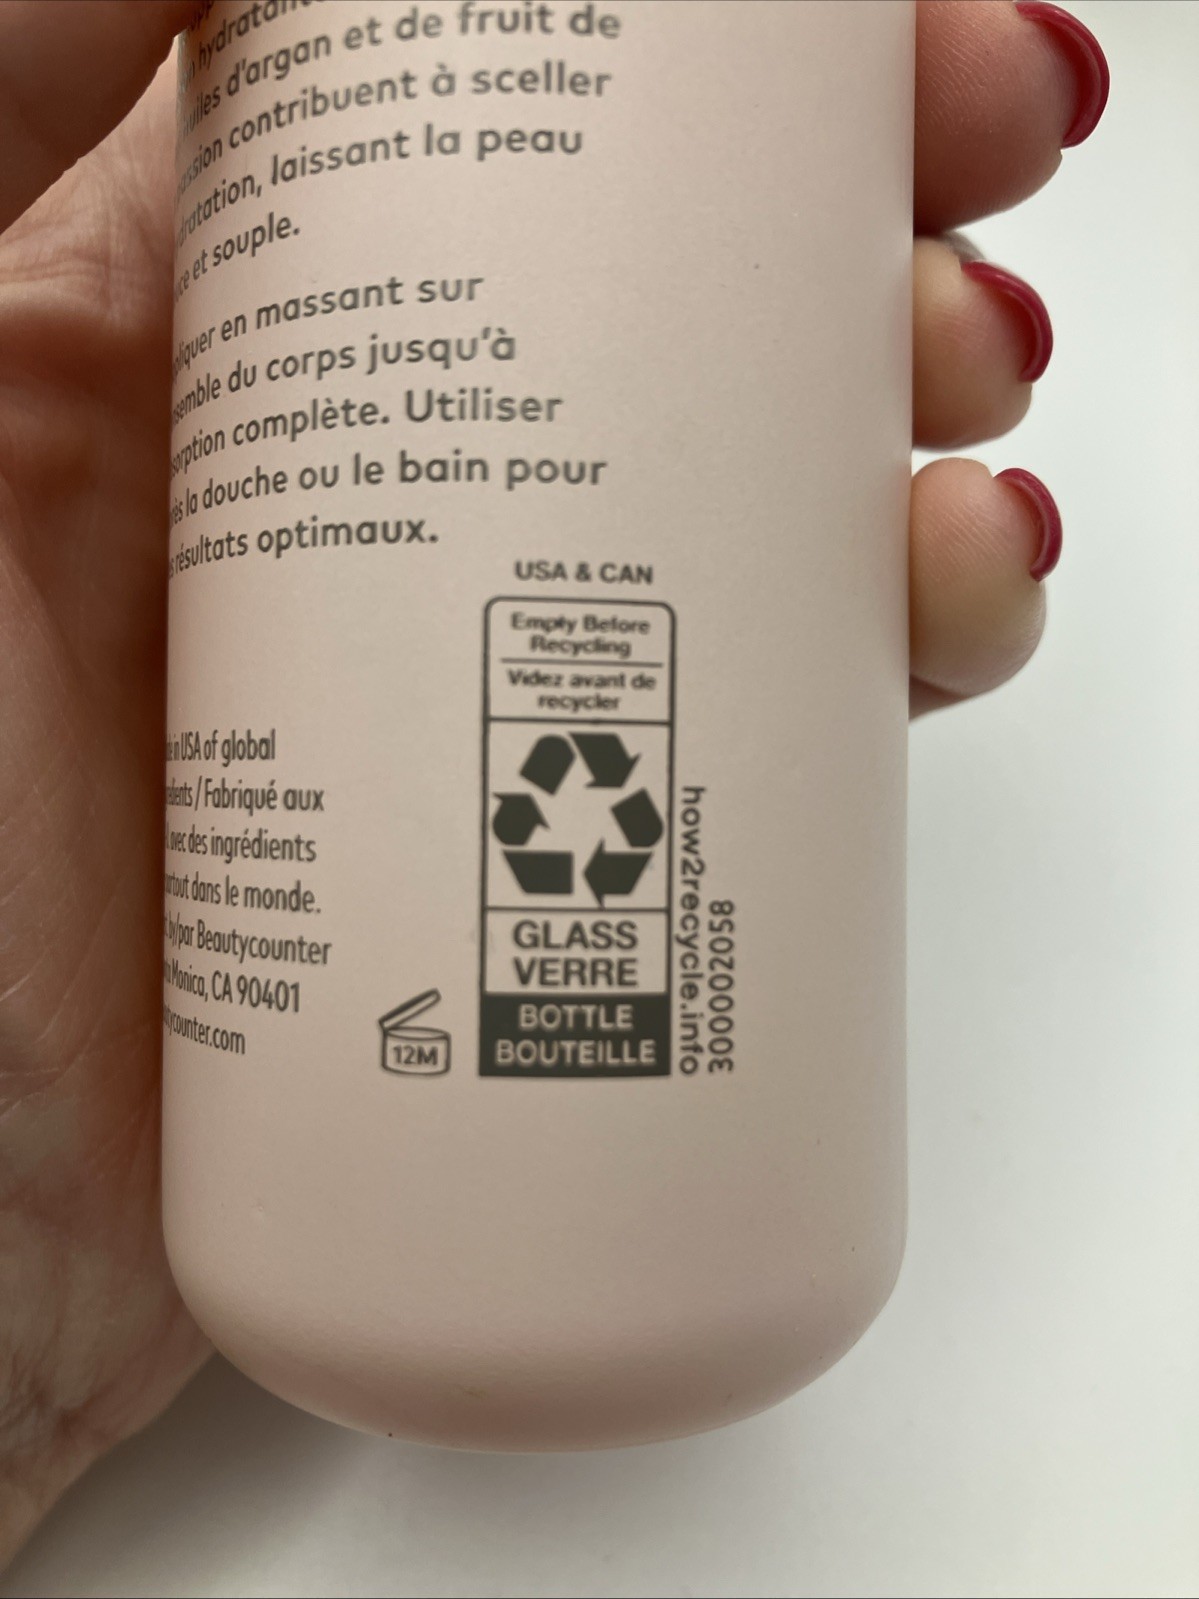 hydratant
d'argan et de fruit de
contribuent à sceller
laissant la peau
et souple.
en massant sur
du corps jusqu'à
complète. Utiliser
la douche ou le bain pour
résultats optimaux.
USA & CAN
Empty Before
Recycling
Videz avant de
recycler
GLASS
VERRE
BOTTLE
BOUTEILLE
how2recycle.info
300002058
in USA of global
/ Fabriqué aux
avec des ingrédients
dans le monde.
by/par Beautycounter
Monica, CA 90401
12M